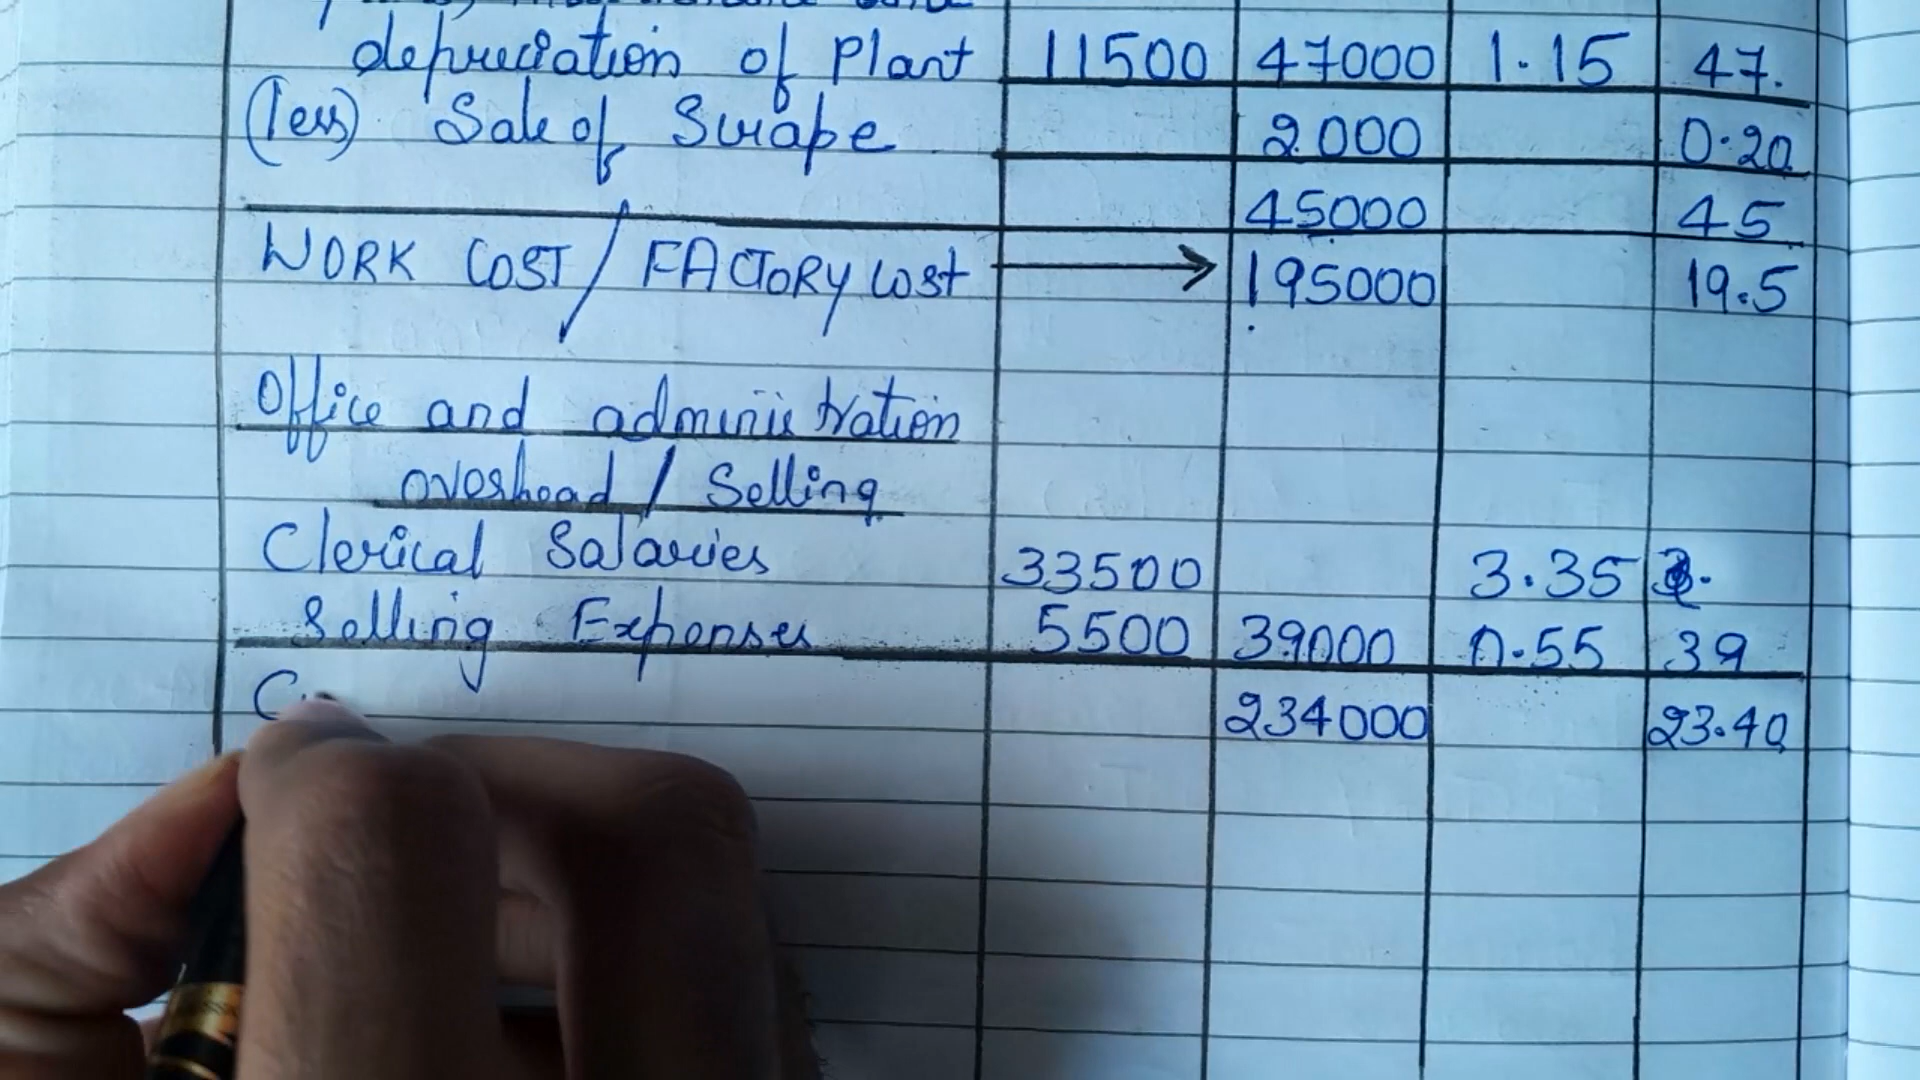 depreciation of Plant 11500 47000 1.15 47.
(less) Sale of Scrape 2000 0.20
45000 45
WORK COST / FACTORY Cost 195000 19.5
Office and administration
overhead / Selling
Clerical Salaries 33500 3.35
Selling Expenses 5500 39000 0.55 39
234000 23.40